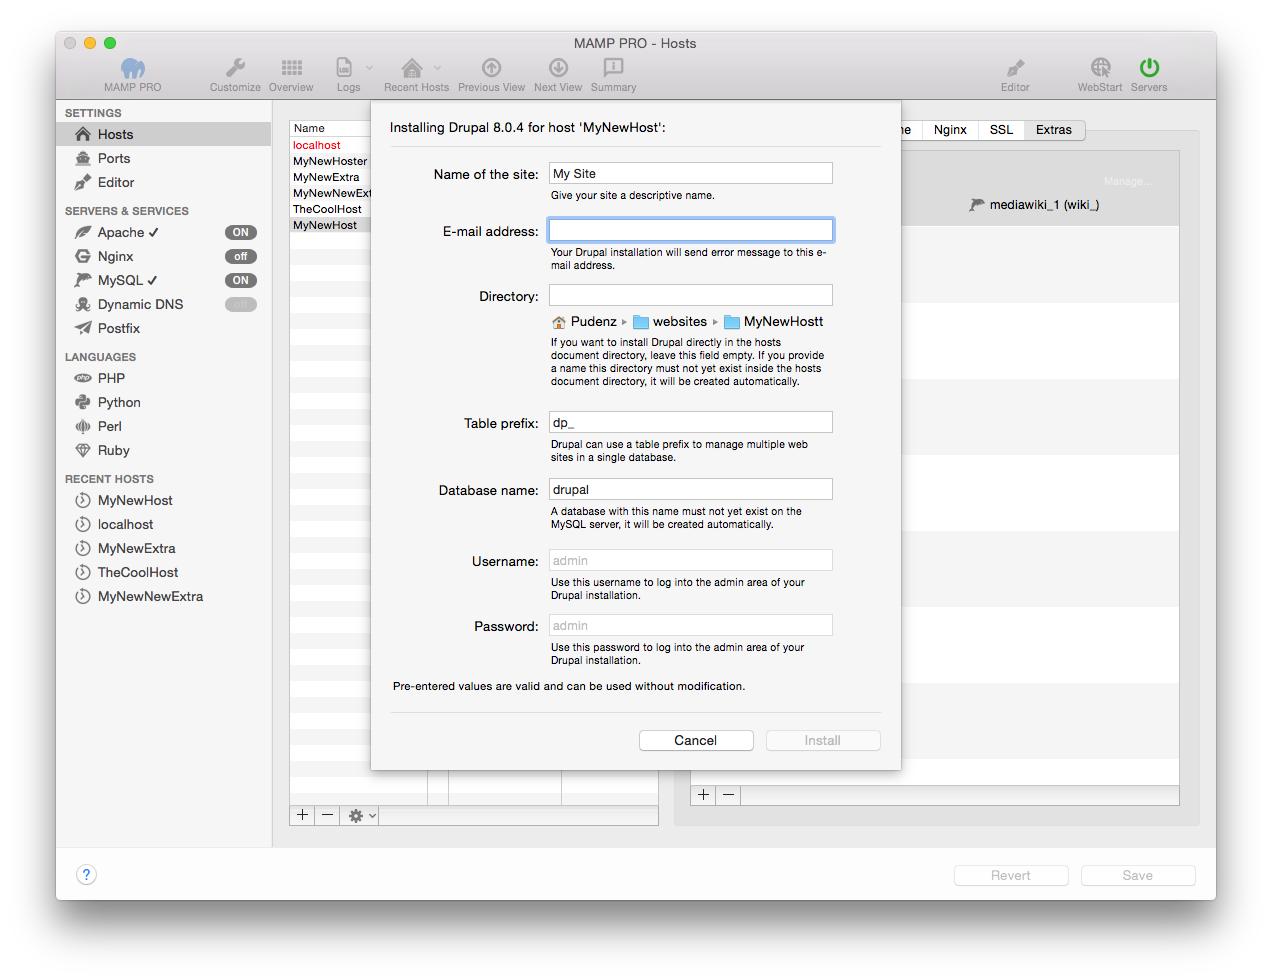 MAMP PRO - Hosts
MAMP PRO
Customize
Overview
Logs
Recent Hosts
Previous View
Next View
Summary
Editor
WebStart
Servers
SETTINGS
Hosts
Ports
Editor
SERVERS & SERVICES
Apache ✓ ON
Nginx off
MySQL ✓ ON
Dynamic DNS off
Postfix
LANGUAGES
php PHP
Python
Perl
Ruby
RECENT HOSTS
MyNewHost
localhost
MyNewExtra
TheCoolHost
MyNewNewExtra
Name
localhost
MyNewHoster
MyNewExtra
MyNewNewExt
TheCoolHost
MyNewHost
Installing Drupal 8.0.4 for host 'MyNewHost':
Name of the site: My Site
Give your site a descriptive name.
E-mail address:
Your Drupal installation will send error message to this e-
mail address.
Directory:
Pudenz ▸ websites ▸ MyNewHostt
If you want to install Drupal directly in the hosts
document directory, leave this field empty. If you provide
a name this directory must not yet exist inside the hosts
document directory, it will be created automatically.
Table prefix: dp_
Drupal can use a table prefix to manage multiple web
sites in a single database.
Database name: drupal
A database with this name must not yet exist on the
MySQL server, it will be created automatically.
Username: admin
Use this username to log into the admin area of your
Drupal installation.
Password: admin
Use this password to log into the admin area of your
Drupal installation.
Pre-entered values are valid and can be used without modification.
Cancel
Install
ne
Nginx
SSL
Extras
Manage...
mediawiki_1 (wiki_)
+ −
+ −
?
Revert
Save